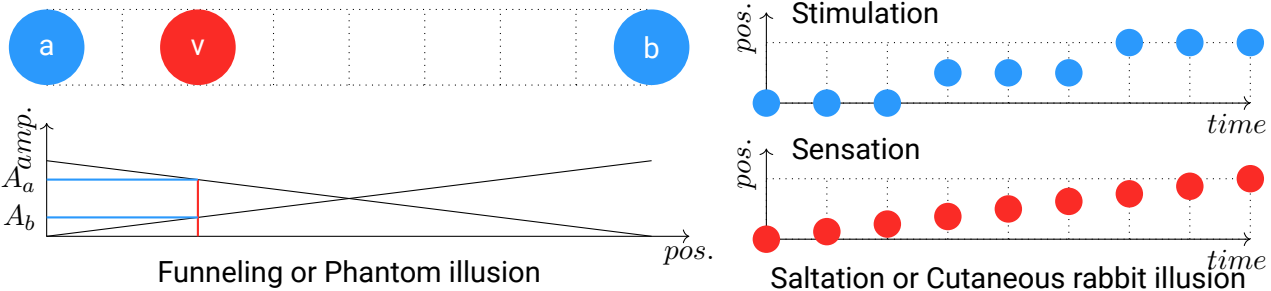 a
v
b
amp.
A_a
A_b
pos.
Funneling or Phantom illusion
Stimulation
pos.
time
Sensation
pos.
time
Saltation or Cutaneous rabbit illusion